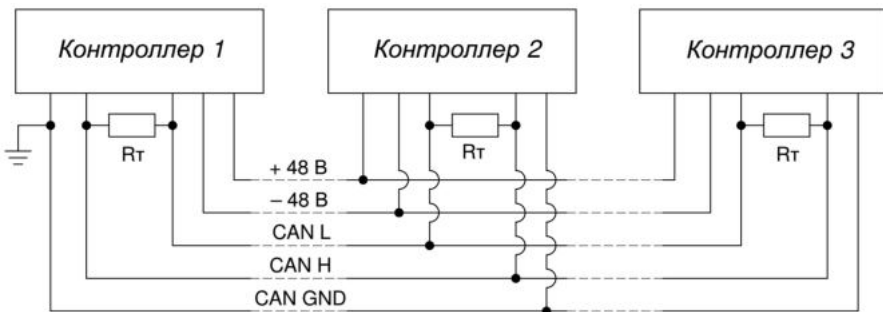 Контроллер 1
Контроллер 2
Контроллер 3
Rт
Rт
Rт
+ 48 В
– 48 В
CAN L
CAN H
CAN GND